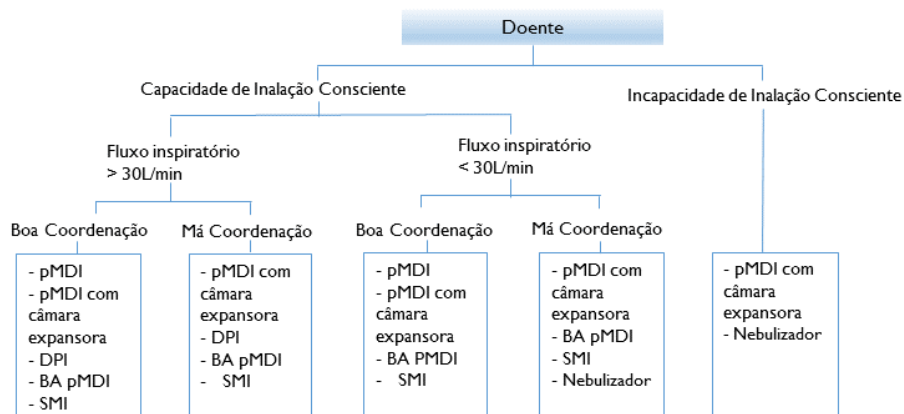 Doente
Capacidade de Inalação Consciente
Incapacidade de Inalação Consciente
Fluxo inspiratório
> 30L/min
Fluxo inspiratório
< 30L/min
Boa Coordenação
Má Coordenação
Boa Coordenação
Má Coordenação
- pMDI
- pMDI com
câmara
expansora
- DPI
- BA pMDI
- SMI
- pMDI com
câmara
expansora
- DPI
- BA pMDI
- SMI
- pMDI
- pMDI com
câmara
expansora
- BA PMDI
- SMI
- pMDI com
câmara
expansora
- BA pMDI
- SMI
- Nebulizador
- pMDI com
câmara
expansora
- Nebulizador